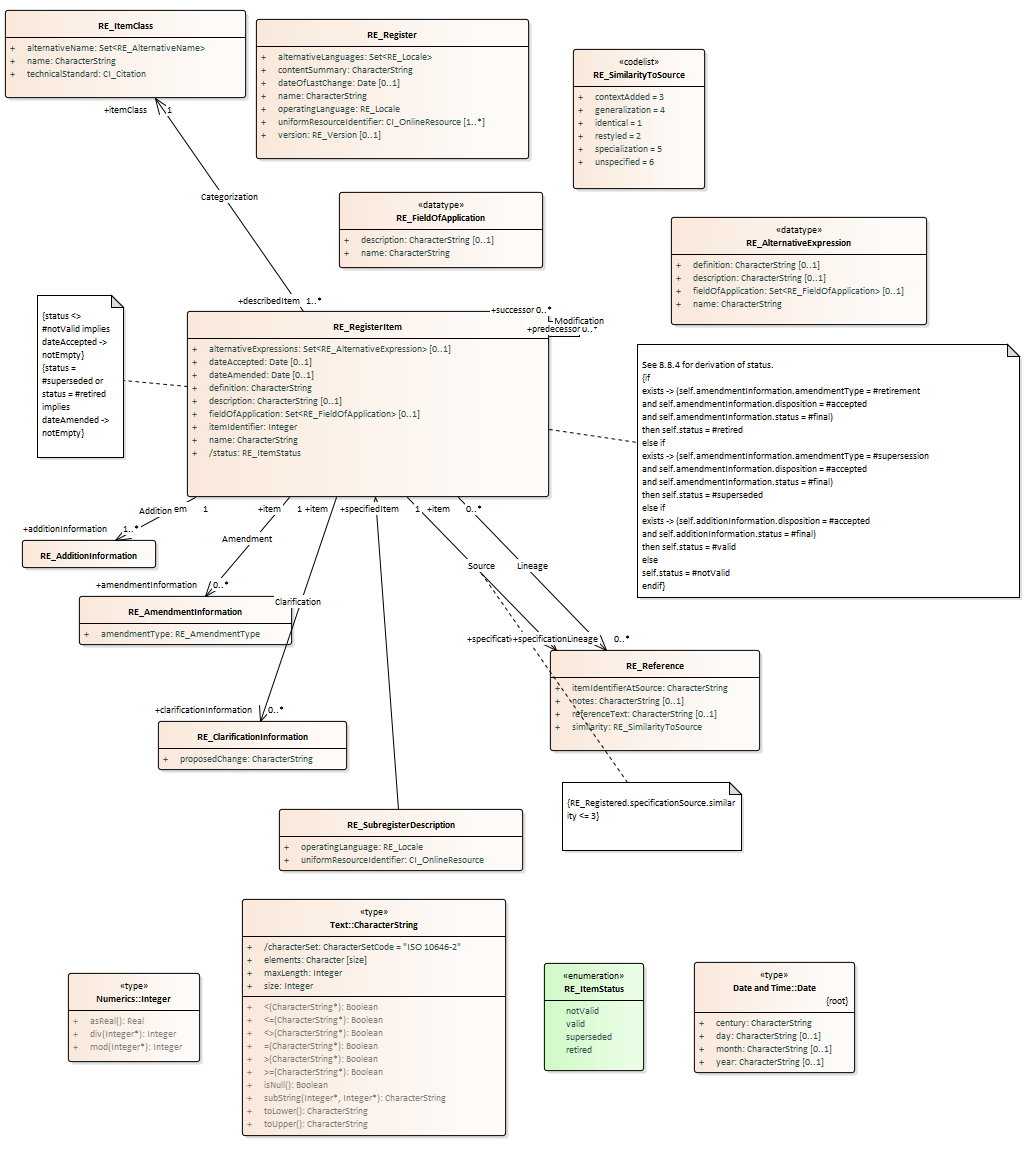 RE_ItemClass
+ alternativeName: Set<RE_AlternativeName>
+ name: CharacterString
+ technicalStandard: CI_Citation
RE_Register
+ alternativeLanguages: Set<RE_Locale>
+ contentSummary: CharacterString
+ dateOfLastChange: Date [0..1]
+ name: CharacterString
+ operatingLanguage: RE_Locale
+ uniformResourceIdentifier: CI_OnlineResource [1..*]
+ version: RE_Version [0..1]
«codelist»
RE_SimilarityToSource
+ contextAdded = 3
+ generalization = 4
+ identical = 1
+ restyled = 2
+ specialization = 5
+ unspecified = 6
+itemClass 1
Categorization
+describedItem 1..*
«datatype»
RE_FieldOfApplication
+ description: CharacterString [0..1]
+ name: CharacterString
«datatype»
RE_AlternativeExpression
+ definition: CharacterString [0..1]
+ description: CharacterString [0..1]
+ fieldOfApplication: Set<RE_FieldOfApplication> [0..1]
+ name: CharacterString
{status <>
#notValid implies
dateAccepted ->
notEmpty}
{status =
#superseded or
status = #retired
implies
dateAmended ->
notEmpty}
+successor 0..*
Modification
+predecessor 0..*
RE_RegisterItem
+ alternativeExpressions: Set<RE_AlternativeExpression> [0..1]
+ dateAccepted: Date [0..1]
+ dateAmended: Date [0..1]
+ definition: CharacterString
+ description: CharacterString [0..1]
+ fieldOfApplication: Set<RE_FieldOfApplication> [0..1]
+ itemIdentifier: Integer
+ name: CharacterString
+ /status: RE_ItemStatus
See 8.8.4 for derivation of status.
{if
exists -> (self.amendmentInformation.amendmentType = #retirement
and self.amendmentInformation.disposition = #accepted
and self.amendmentInformation.status = #final)
then self.status = #retired
else if
exists -> (self.amendmentInformation.amendmentType = #supersession
and self.amendmentInformation.disposition = #accepted
and self.amendmentInformation.status = #final)
then self.status = #superseded
else if
exists -> (self.additionInformation.disposition = #accepted
and self.additionInformation.status = #final)
then self.status = #valid
else
self.status = #notValid
endif}
Addition em 1 +item 1 +item +specifiedItem 1 +item 0..*
+additionInformation 1..*
RE_AdditionInformation
Amendment
+amendmentInformation 0..*
RE_AmendmentInformation
+ amendmentType: RE_AmendmentType
Clarification
+clarificationInformation 0..*
RE_ClarificationInformation
+ proposedChange: CharacterString
Source Lineage
+specificati +specificationLineage 0..*
RE_Reference
+ itemIdentifierAtSource: CharacterString
+ notes: CharacterString [0..1]
+ referenceText: CharacterString [0..1]
+ similarity: RE_SimilarityToSource
{RE_Registered.specificationSource.similar
ity <= 3}
RE_SubregisterDescription
+ operatingLanguage: RE_Locale
+ uniformResourceIdentifier: CI_OnlineResource
«type»
Text::CharacterString
+ /characterSet: CharacterSetCode = "ISO 10646-2"
+ elements: Character [size]
+ maxLength: Integer
+ size: Integer
+ <(CharacterString*): Boolean
+ <=(CharacterString*): Boolean
+ <>(CharacterString*): Boolean
+ =(CharacterString*): Boolean
+ >(CharacterString*): Boolean
+ >=(CharacterString*): Boolean
+ isNull(): Boolean
+ subString(Integer*, Integer*): CharacterString
+ toLower(): CharacterString
+ toUpper(): CharacterString
«type»
Numerics::Integer
+ asReal(): Real
+ div(Integer*): Integer
+ mod(Integer*): Integer
«enumeration»
RE_ItemStatus
notValid
valid
superseded
retired
«type»
Date and Time::Date
{root}
+ century: CharacterString
+ day: CharacterString [0..1]
+ month: CharacterString [0..1]
+ year: CharacterString [0..1]